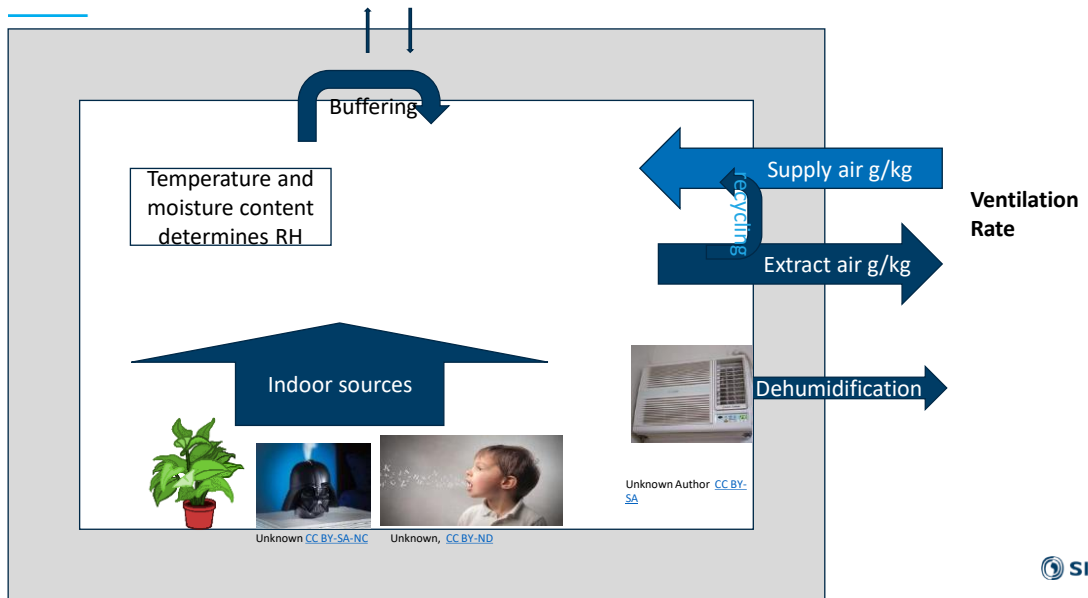 Buffering
Temperature and
moisture content
determines RH
Supply air g/kg
recycling
Extract air g/kg
Ventilation
Rate
Indoor sources
Dehumidification
Unknown Author CC BY-
SA
Unknown CC BY-SA-NC
Unknown, CC BY-ND
SI